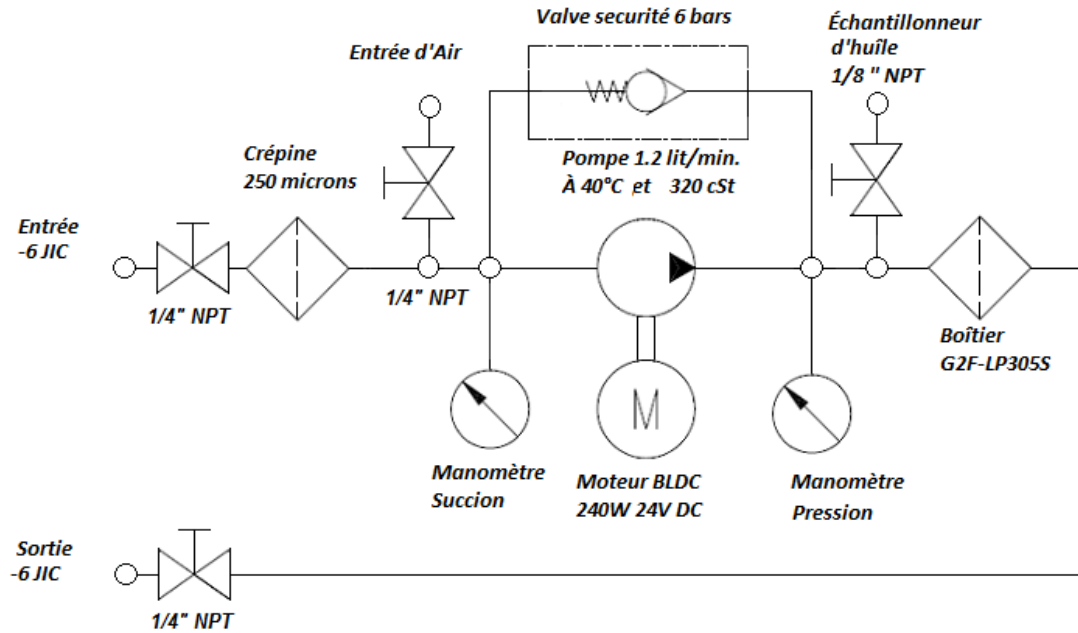 Valve securité 6 bars
Échantillonneur
d'huîle
1/8 " NPT
Entrée d'Air
Crépine
250 microns
Pompe 1.2 lit/min.
À 40°C et 320 cSt
Entrée
-6 JIC
1/4" NPT
1/4" NPT
Boîtier
G2F-LP305S
M
Manomètre
Succion
Moteur BLDC
240W 24V DC
Manomètre
Pression
Sortie
-6 JIC
1/4" NPT